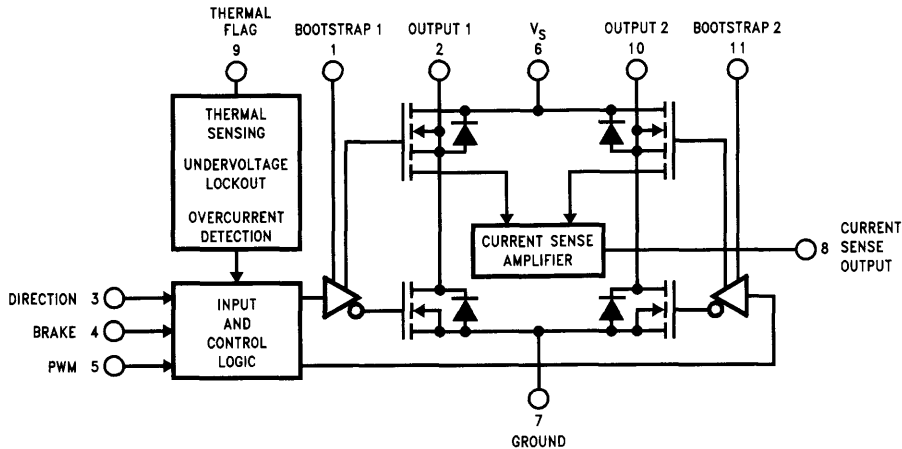 THERMAL
FLAG
9
BOOTSTRAP 1
1
OUTPUT 1
2
VS
6
OUTPUT 2
10
BOOTSTRAP 2
11
THERMAL
SENSING
UNDERVOLTAGE
LOCKOUT
OVERCURRENT
DETECTION
CURRENT SENSE
AMPLIFIER
8
CURRENT
SENSE
OUTPUT
DIRECTION 3
BRAKE 4
PWM 5
INPUT
AND
CONTROL
LOGIC
7
GROUND